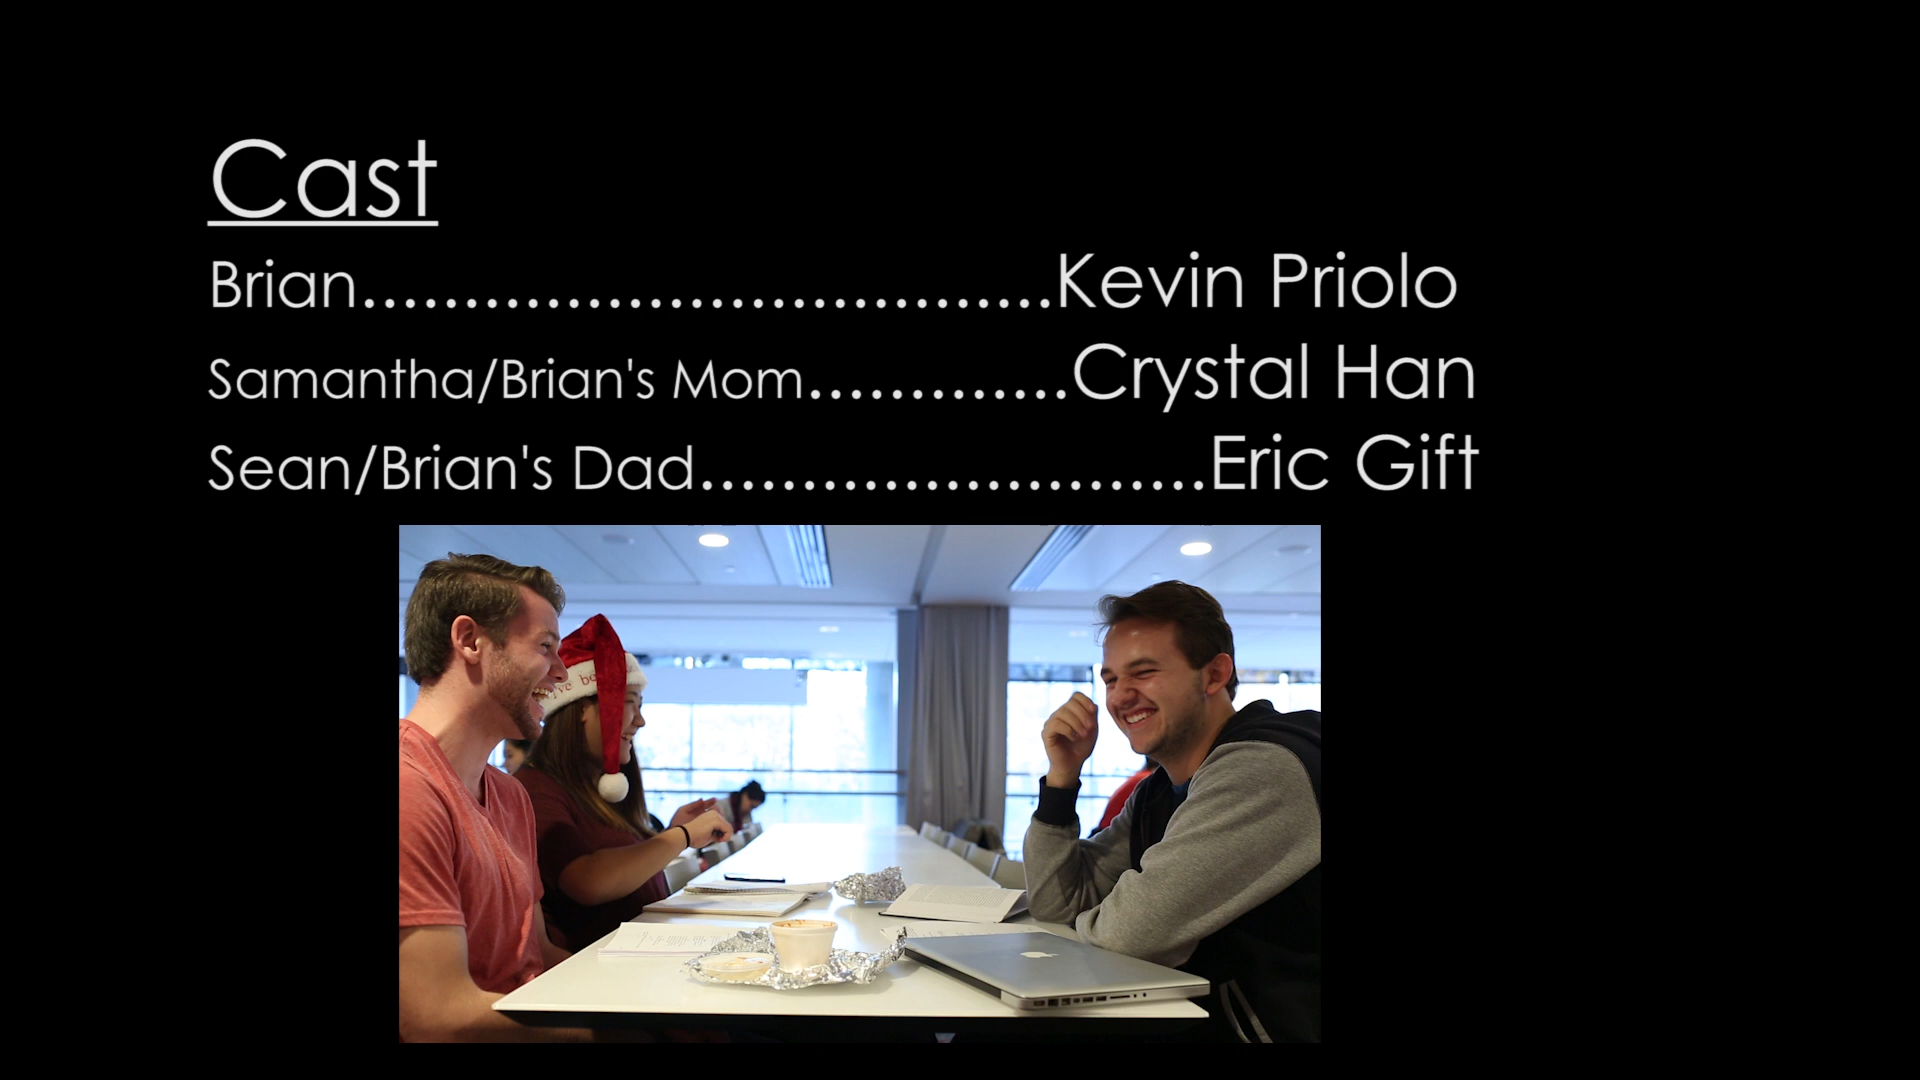 Cast
Brian..................................Kevin Priolo
Samantha/Brian's Mom.............Crystal Han
Sean/Brian's Dad.........................Eric Gift